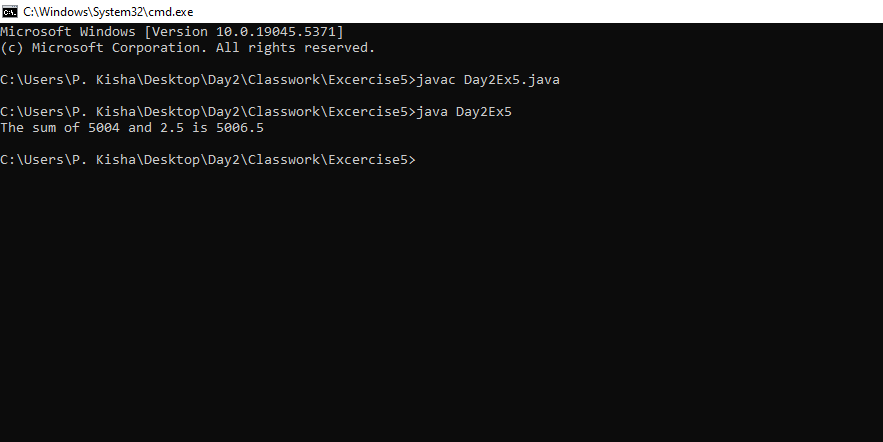 C:\Windows\System32\cmd.exe
Microsoft Windows [Version 10.0.19045.5371]
(c) Microsoft Corporation. All rights reserved.
C:\Users\P. Kisha\Desktop\Day2\Classwork\Excercise5>javac Day2Ex5.java
C:\Users\P. Kisha\Desktop\Day2\Classwork\Excercise5>java Day2Ex5
The sum of 5004 and 2.5 is 5006.5
C:\Users\P. Kisha\Desktop\Day2\Classwork\Excercise5>